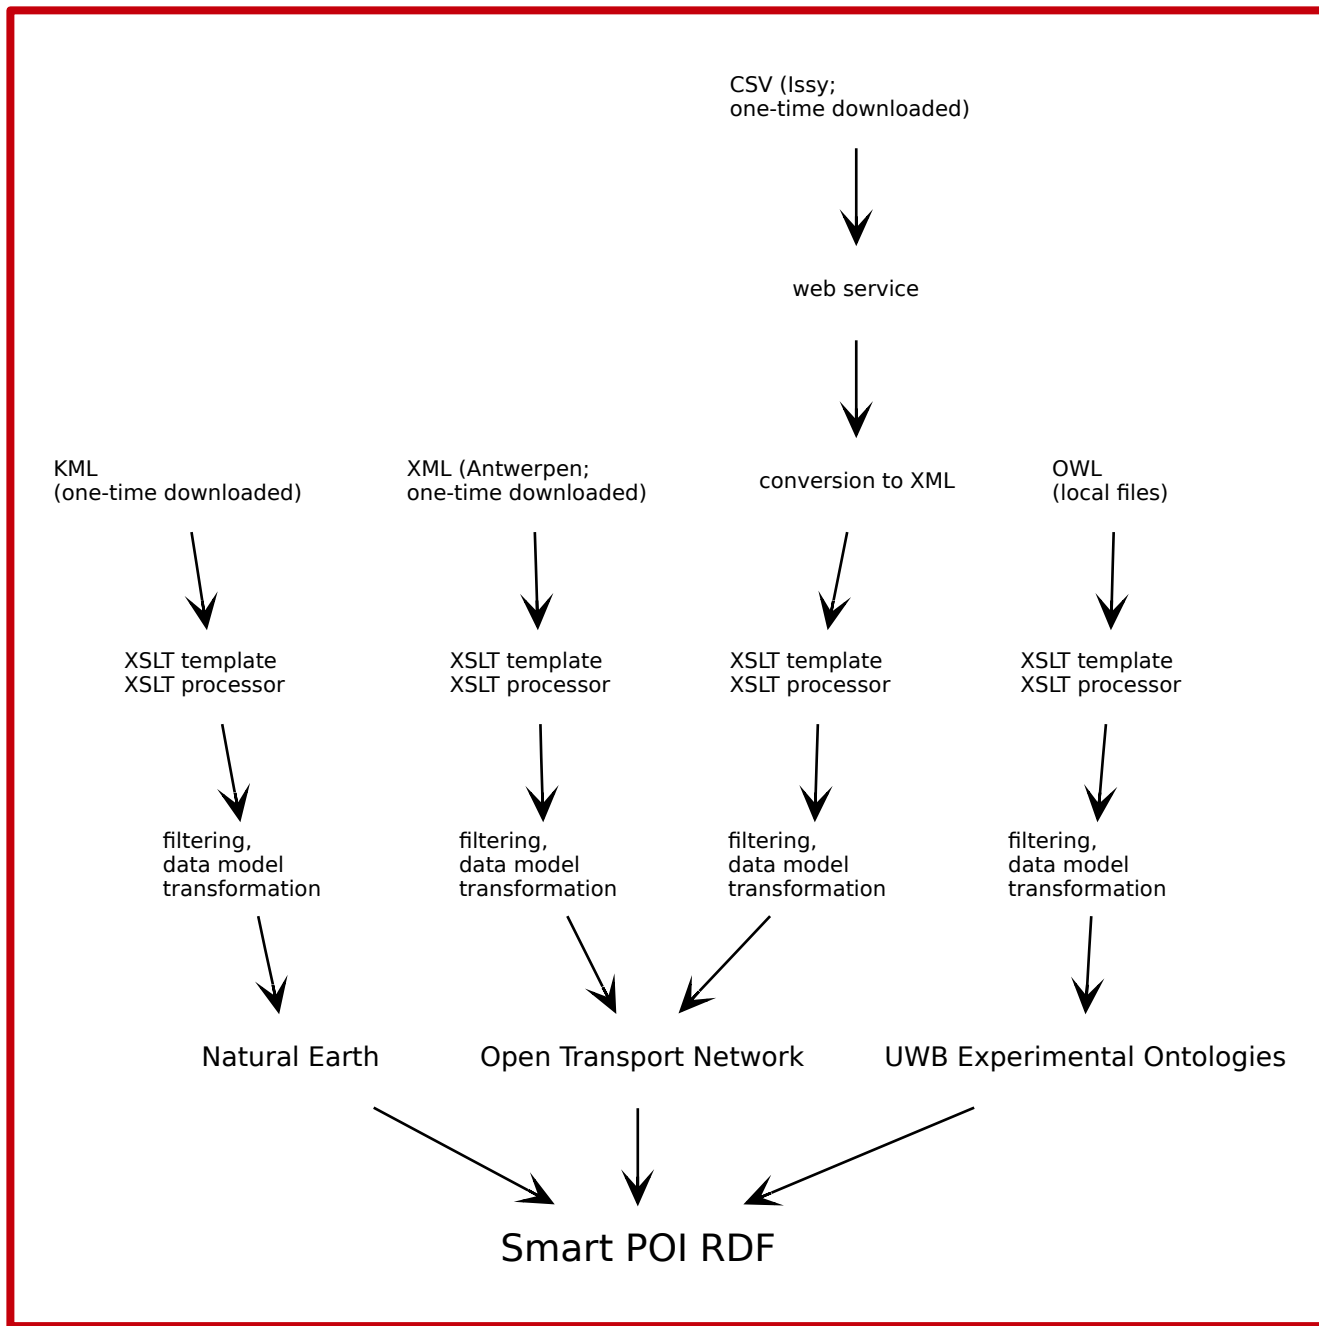 CSV (Issy;
one-time downloaded)
web service
KML
(one-time downloaded)
XML (Antwerpen;
one-time downloaded)
conversion to XML
OWL
(local files)
XSLT template
XSLT processor
XSLT template
XSLT processor
XSLT template
XSLT processor
XSLT template
XSLT processor
filtering,
data model
transformation
filtering,
data model
transformation
filtering,
data model
transformation
filtering,
data model
transformation
Natural Earth
Open Transport Network
UWB Experimental Ontologies
Smart POI RDF